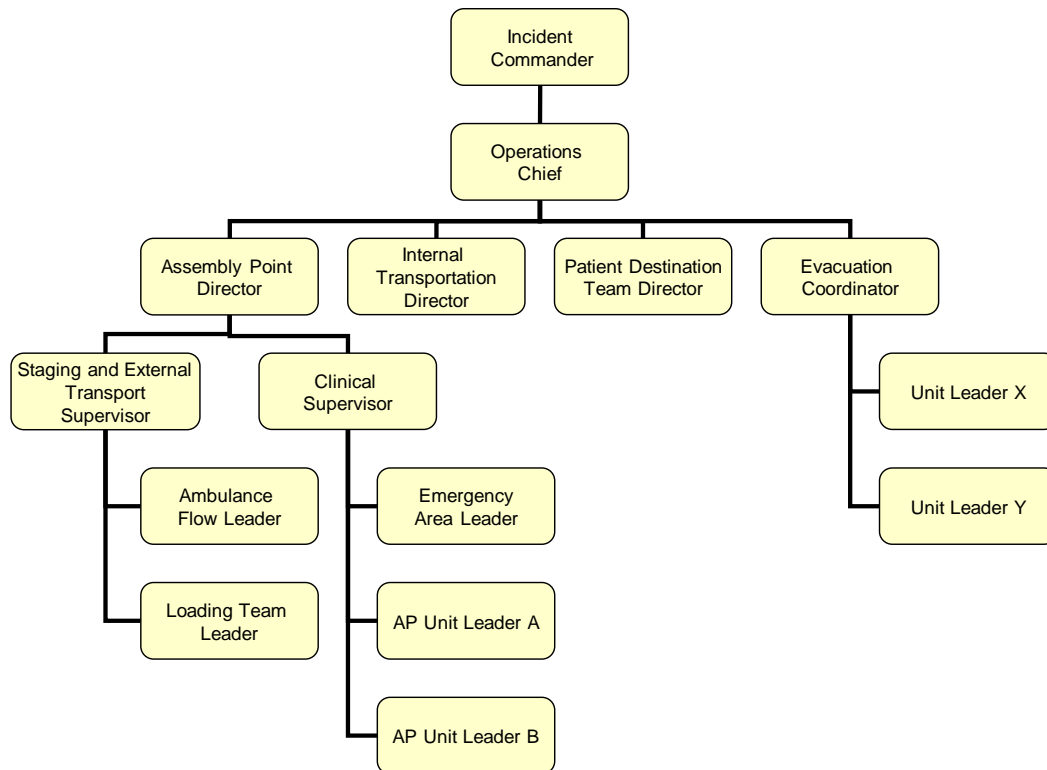 Incident
Commander
Operations
Chief
Assembly Point
Director
Internal
Transportation
Director
Patient Destination
Team Director
Evacuation
Coordinator
Staging and External
Transport
Supervisor
Clinical
Supervisor
Unit Leader X
Ambulance
Flow Leader
Emergency
Area Leader
Unit Leader Y
Loading Team
Leader
AP Unit Leader A
AP Unit Leader B